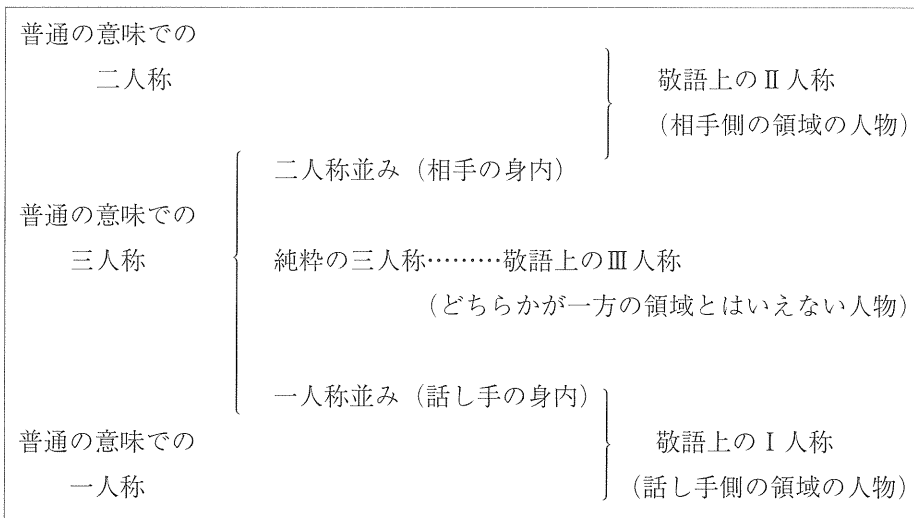 普通の意味での
二人称 敬語上のⅡ人称
(相手側の領域の人物)
二人称並み(相手の身内)
普通の意味での
三人称 純粋の三人称………敬語上のⅢ人称
(どちらかが一方の領域とはいえない人物)
一人称並み(話し手の身内)
普通の意味での 敬語上のⅠ人称
一人称 (話し手側の領域の人物)